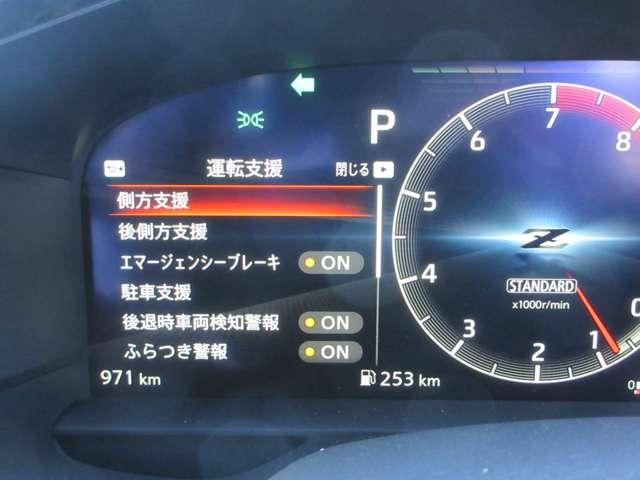 P
運転支援 閉じる
側方支援
後側方支援
エマージェンシーブレーキ ON
駐車支援
後退時車両検知警報 ON
ふらつき警報 ON
971 km
253 km
8
7
6
5
4
3
2
1
0
Z
STANDARD
x1000r/min
0